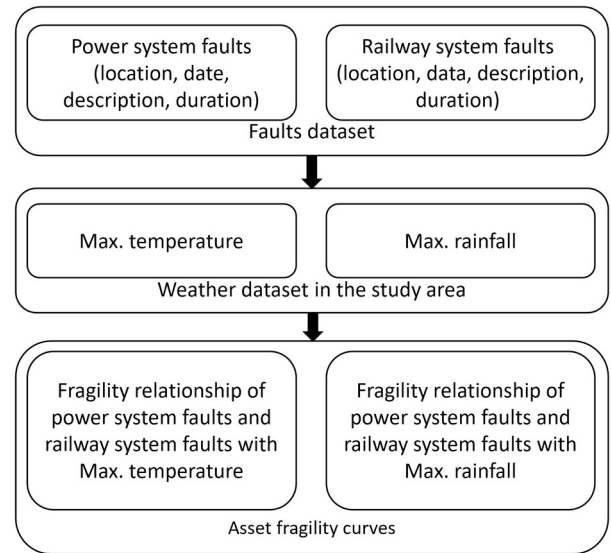 Power system faults
(location, date,
description, duration)
Railway system faults
(location, data, description,
duration)
Faults dataset
Max. temperature
Max. rainfall
Weather dataset in the study area
Fragility relationship of
power system faults and
railway system faults with
Max. temperature
Fragility relationship of
power system faults and
railway system faults with
Max. rainfall
Asset fragility curves